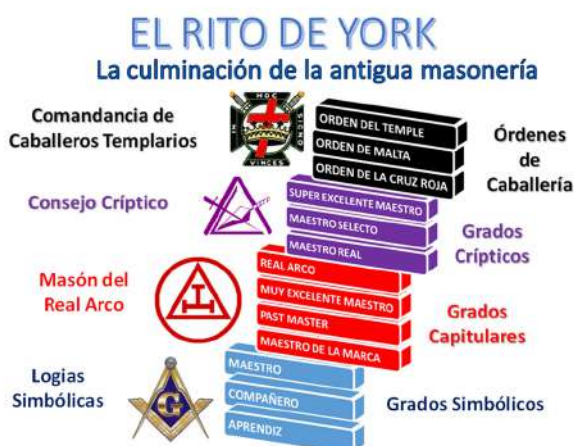 EL RITO DE YORK
La culminación de la antigua masonería
Comandancia de
Caballeros Templarios
IN
HOC
SIGNO
VINCES
ORDEN DEL TEMPLE
ORDEN DE MALTA
ORDEN DE LA CRUZ ROJA
Órdenes
de
Caballería
Consejo Críptico
SUPER EXCELENTE MAESTRO
MAESTRO SELECTO
MAESTRO REAL
Grados
Crípticos
Masón del
Real Arco
REAL ARCO
MUY EXCELENTE MAESTRO
PAST MASTER
MAESTRO DE LA MARCA
Grados
Capitulares
Logias
Simbólicas
G
MAESTRO
COMPAÑERO
APRENDIZ
Grados Simbólicos